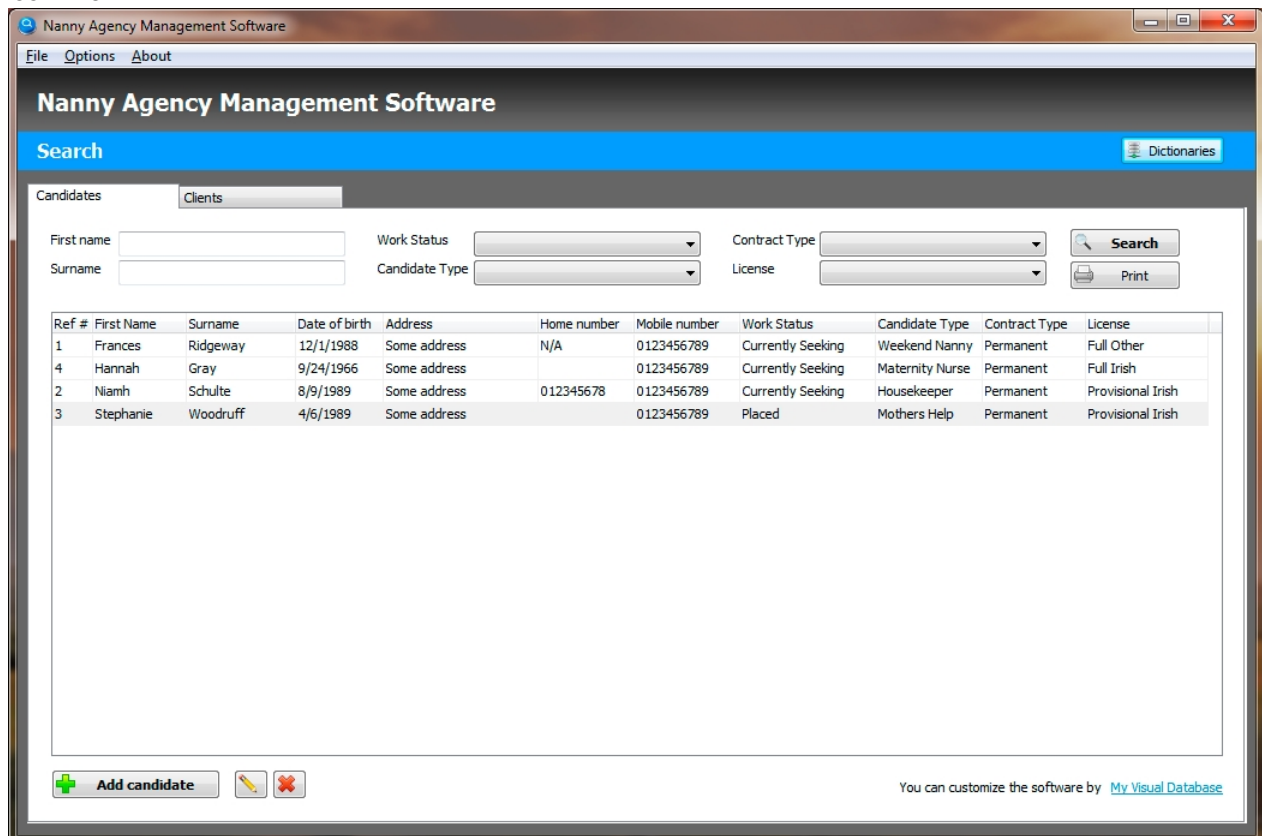 Nanny Agency Management Software
File Options About
Nanny Agency Management Software
Search Dictionaries
Candidates Clients
First name Work Status Contract Type Search
Surname Candidate Type License Print
Ref # First Name Surname Date of birth Address Home number Mobile number Work Status Candidate Type Contract Type License
1 Frances Ridgeway 12/1/1988 Some address N/A 0123456789 Currently Seeking Weekend Nanny Permanent Full Other
4 Hannah Gray 9/24/1966 Some address 0123456789 Currently Seeking Maternity Nurse Permanent Full Irish
2 Niamh Schulte 8/9/1989 Some address 012345678 0123456789 Currently Seeking Housekeeper Permanent Provisional Irish
3 Stephanie Woodruff 4/6/1989 Some address 0123456789 Placed Mothers Help Permanent Provisional Irish
Add candidate You can customize the software by My Visual Database